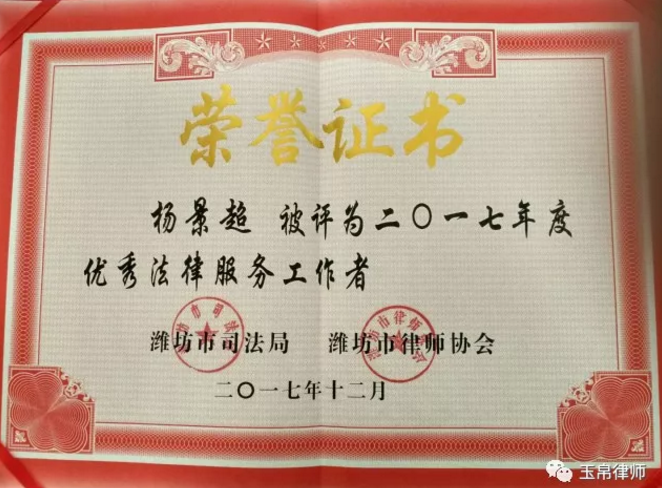 荣誉证书
杨景超 被评为二〇一七年度
优秀法律服务工作者
潍坊市司法局 潍坊市律师协会
二〇一七年十二月
玉帛律师